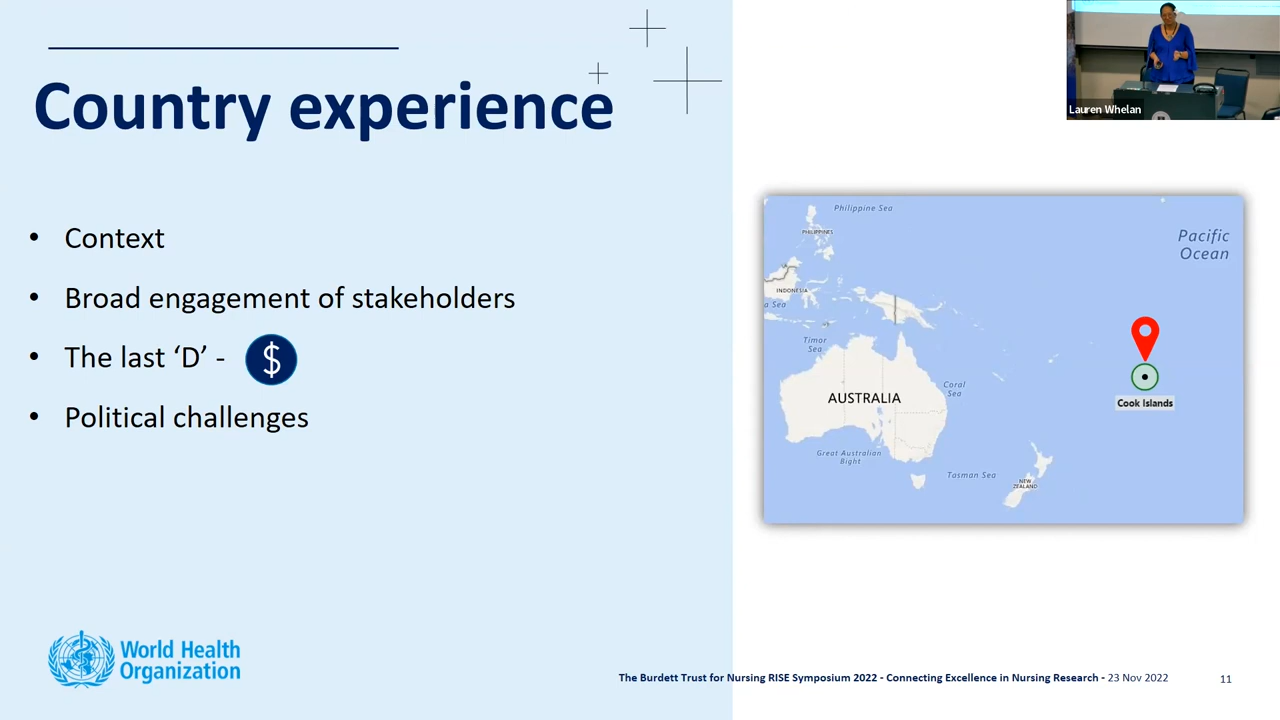 Country experience
• Context
• Broad engagement of stakeholders
• The last ‘D’ - $
• Political challenges
World Health
Organization
Lauren Whelan
Philippine Sea
PHILIPPINES
Pacific
Ocean
INDONESIA
a Sea
Timor
Sea
Coral
Sea
AUSTRALIA
Cook Islands
Great Australian
Bight
Tasman Sea
NEW
ZEALAND
The Burdett Trust for Nursing RISE Symposium 2022 - Connecting Excellence in Nursing Research - 23 Nov 2022
11